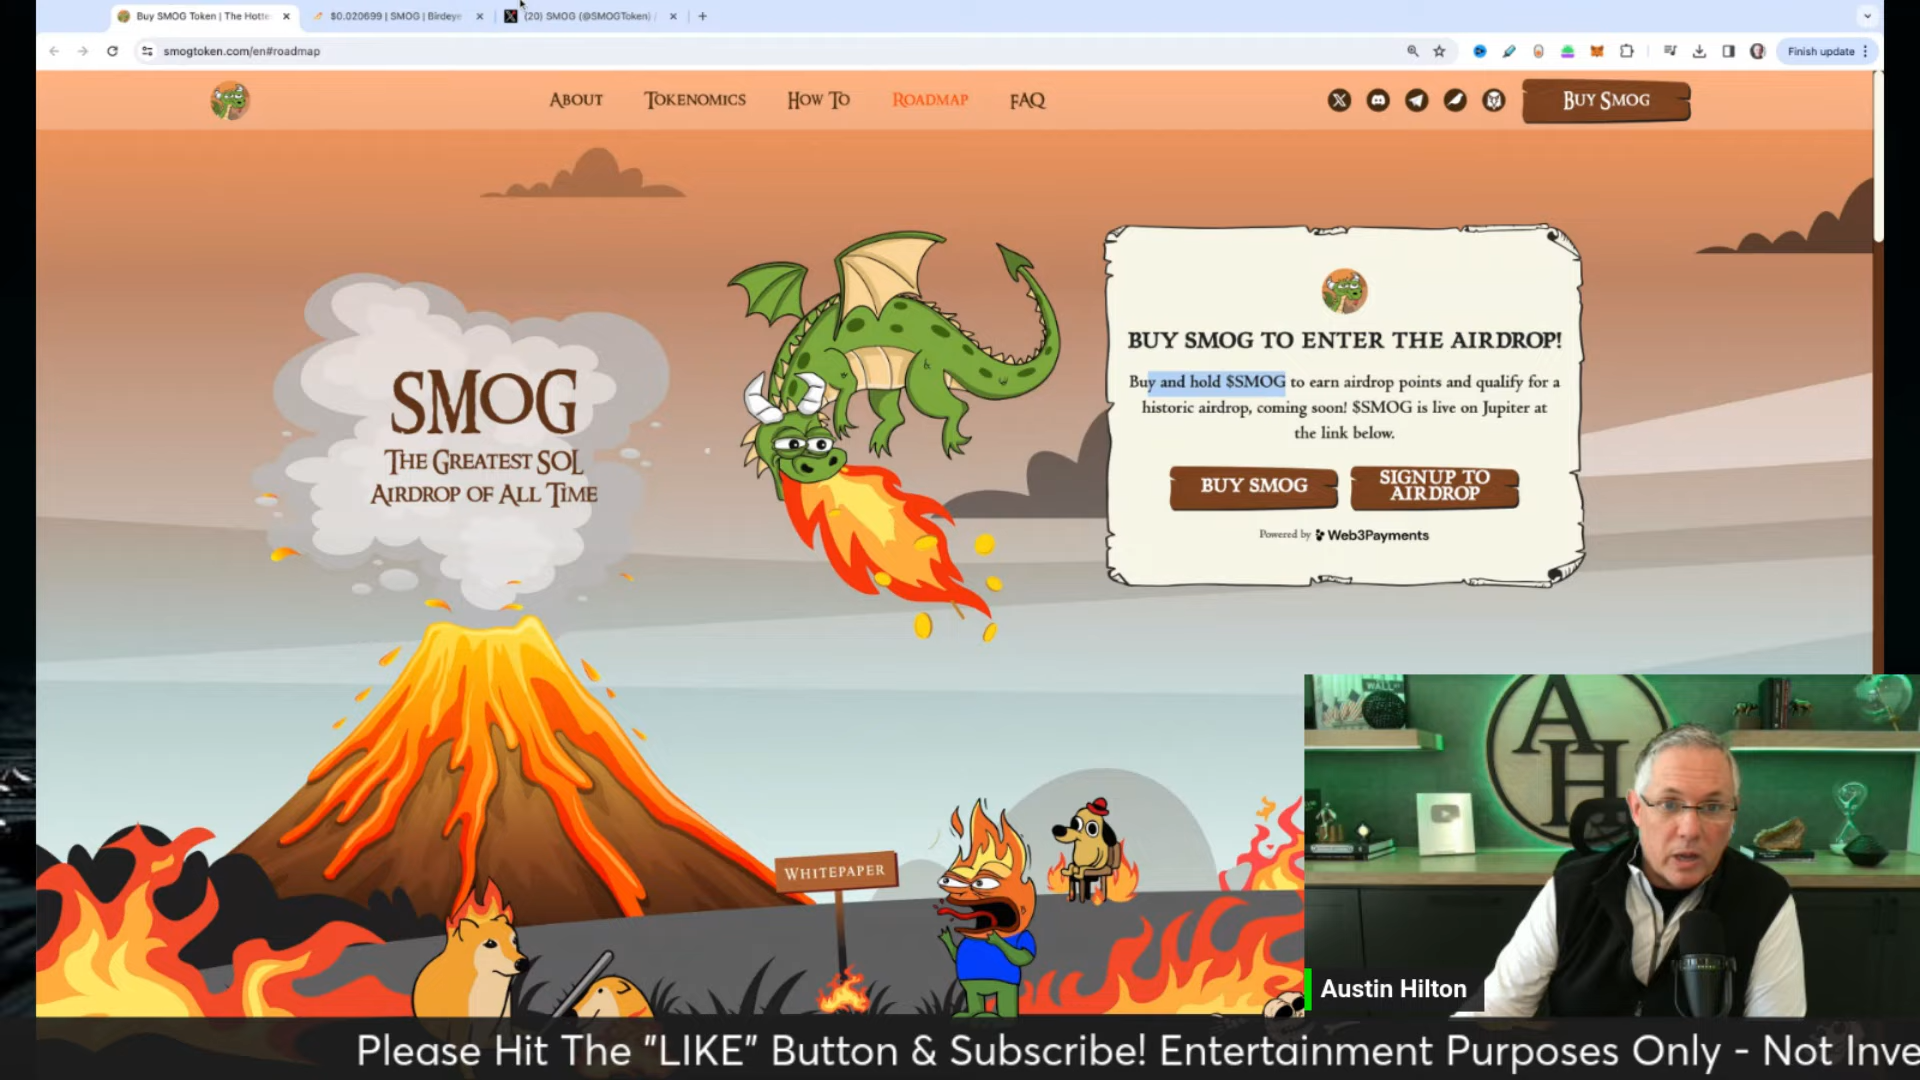 Buy SMOG Token | The Hotte
$0.020699 | SMOG | Birdeye
(20) SMOG (@SMOGToken) /
smogtoken.com/en#roadmap
Finish update
ABOUT
TOKENOMICS
HOW TO
ROADMAP
FAQ
BUY SMOG
SMOG
THE GREATEST SOL
AIRDROP OF ALL TIME
BUY SMOG TO ENTER THE AIRDROP!
Buy and hold $SMOG to earn airdrop points and qualify for a
historic airdrop, coming soon! $SMOG is live on Jupiter at
the link below.
BUY SMOG
SIGNUP TO
AIRDROP
Powered by Web3Payments
WHITEPAPER
WALL
A
H
Austin Hilton
Please Hit The "LIKE" Button & Subscribe! Entertainment Purposes Only - Not Inve